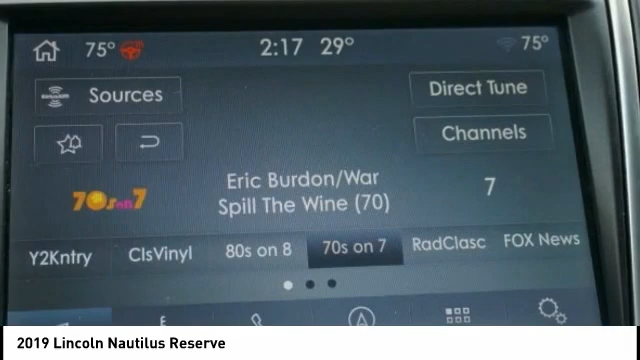 75° 2:17 29° 75°
Sources
Direct Tune
Channels
70s on 7
Eric Burdon/War
Spill The Wine (70)
7
Y2Kntry ClsVinyl 80s on 8 70s on 7 RadClasc FOX News
2019 Lincoln Nautilus Reserve